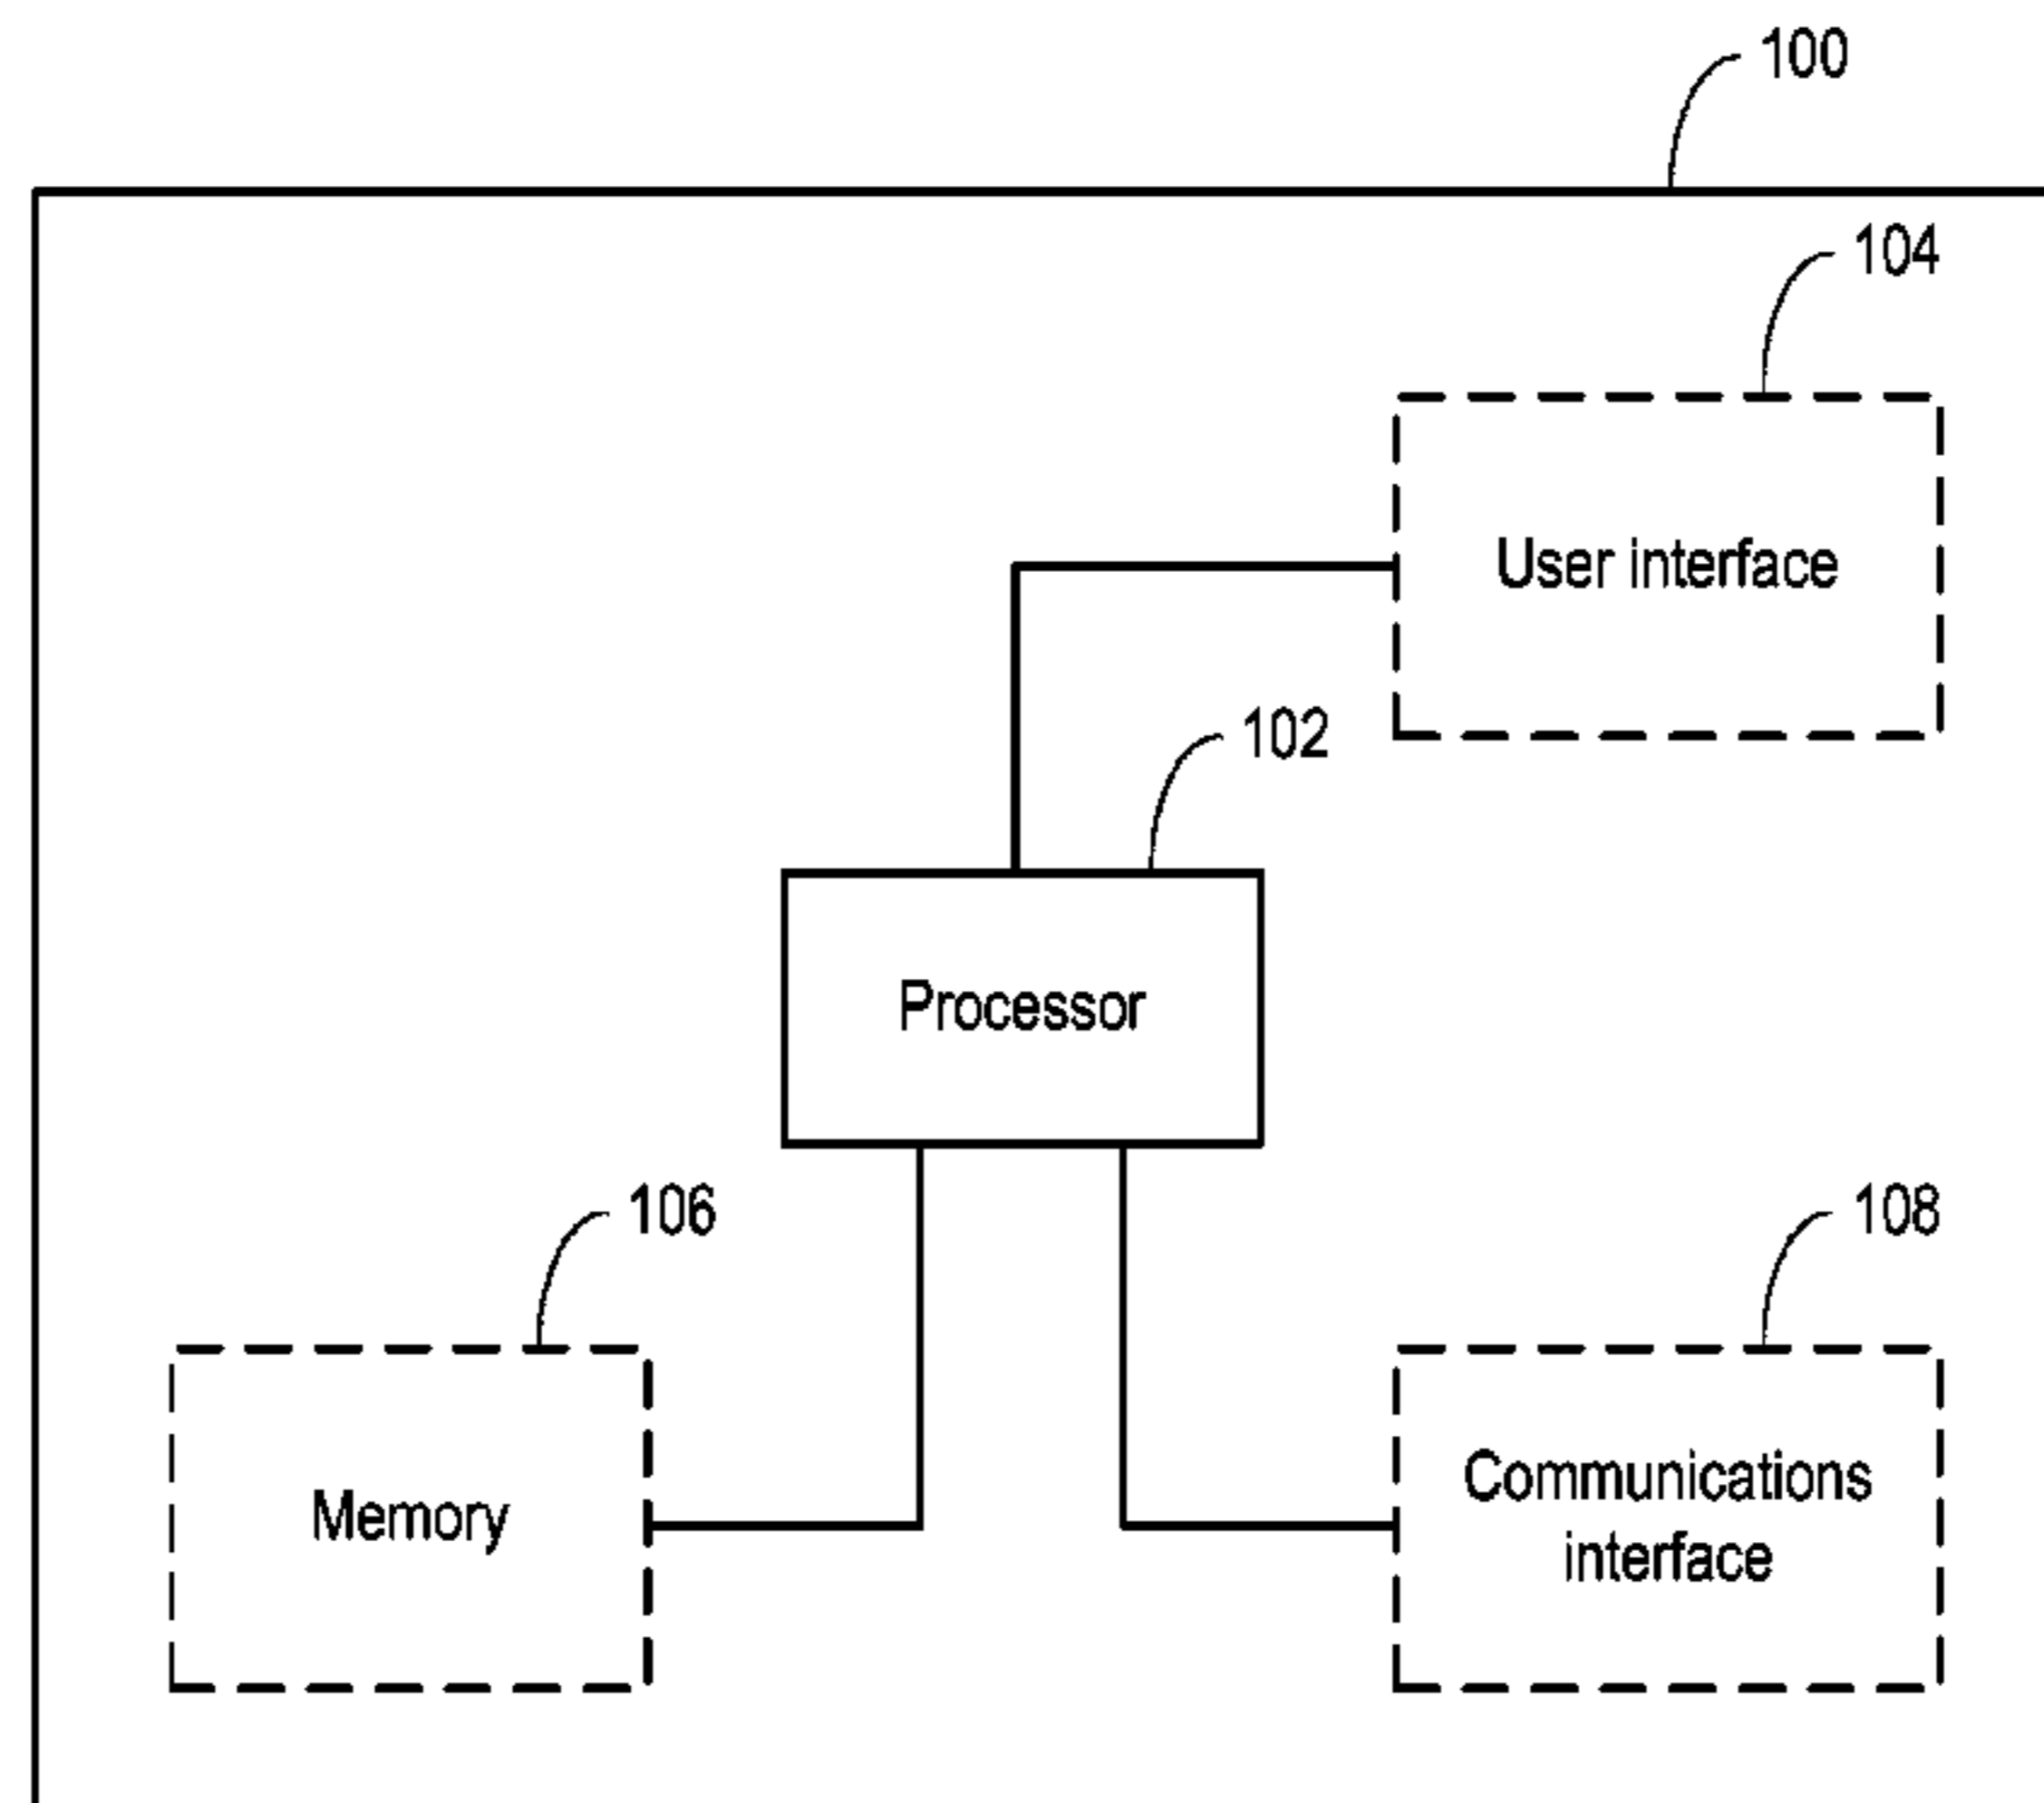 100
104
User interface
102
Processor
106
108
Memory
Communications
interface